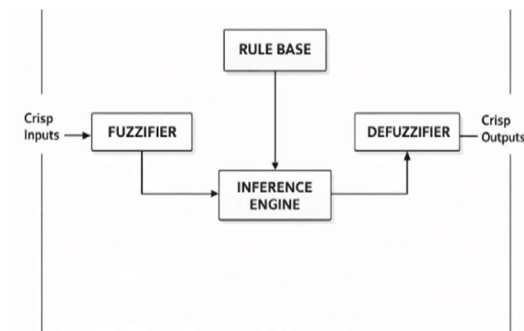 RULE BASE
Crisp
Inputs
FUZZIFIER
DEFUZZIFIER
Crisp
Outputs
INFERENCE
ENGINE